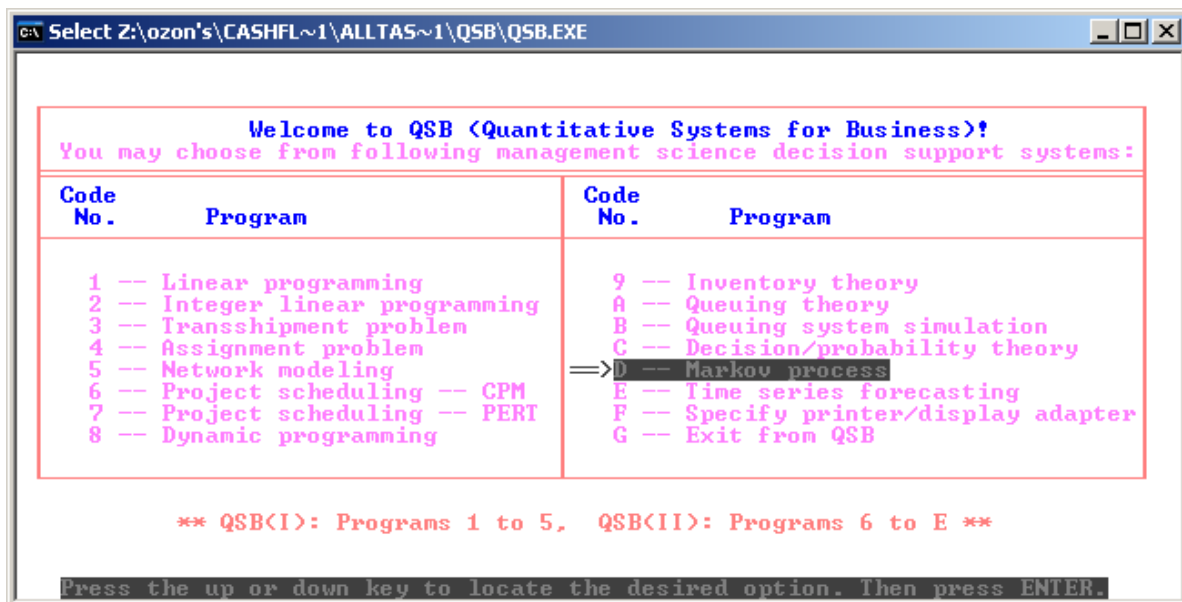 Select Z:\ozon's\CASHFL~1\ALLTAS~1\QSB\QSB.EXE
Welcome to QSB (Quantitative Systems for Business)!
You may choose from following management science decision support systems:
Code No. Program
1 -- Linear programming
2 -- Integer linear programming
3 -- Transshipment problem
4 -- Assignment problem
5 -- Network modeling
6 -- Project scheduling -- CPM
7 -- Project scheduling -- PERT
8 -- Dynamic programming
Code No. Program
9 -- Inventory theory
A -- Queuing theory
B -- Queuing system simulation
C -- Decision/probability theory
==>D -- Markov process
E -- Time series forecasting
F -- Specify printer/display adapter
G -- Exit from QSB
** QSB(I): Programs 1 to 5, QSB(II): Programs 6 to E **
Press the up or down key to locate the desired option. Then press ENTER.